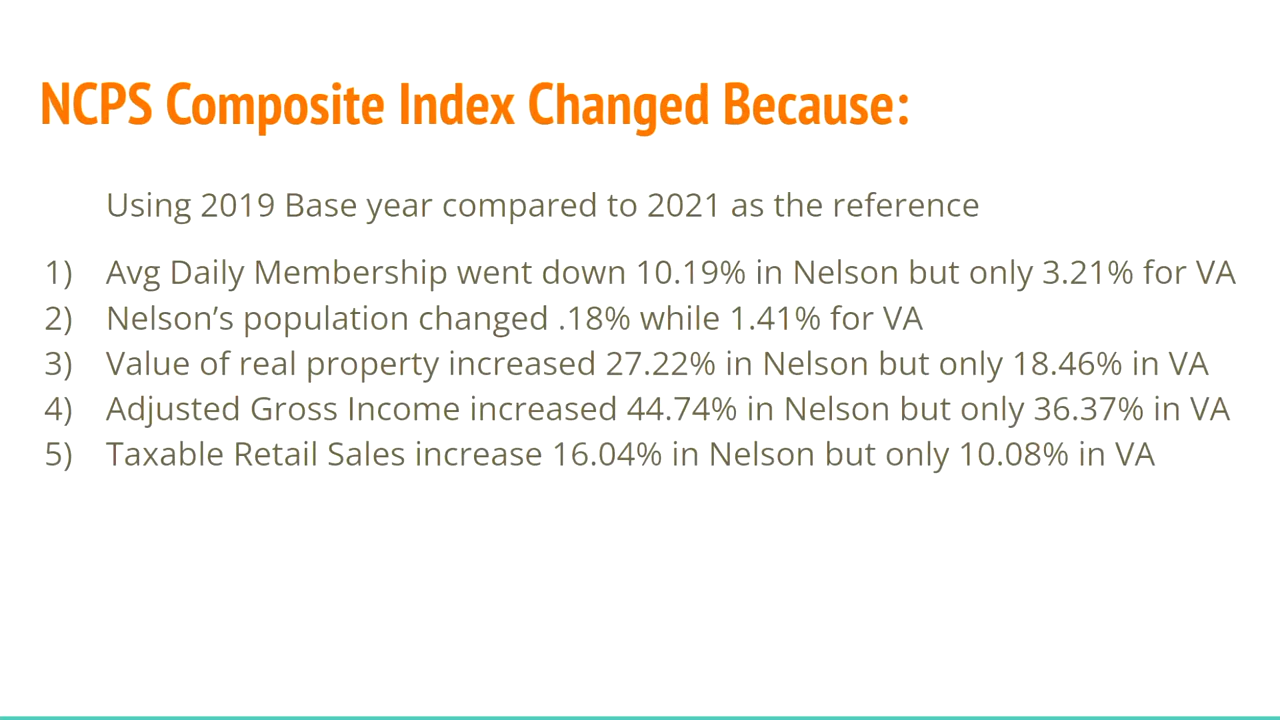 NCPS Composite Index Changed Because:
Using 2019 Base year compared to 2021 as the reference
1) Avg Daily Membership went down 10.19% in Nelson but only 3.21% for VA
2) Nelson’s population changed .18% while 1.41% for VA
3) Value of real property increased 27.22% in Nelson but only 18.46% in VA
4) Adjusted Gross Income increased 44.74% in Nelson but only 36.37% in VA
5) Taxable Retail Sales increase 16.04% in Nelson but only 10.08% in VA